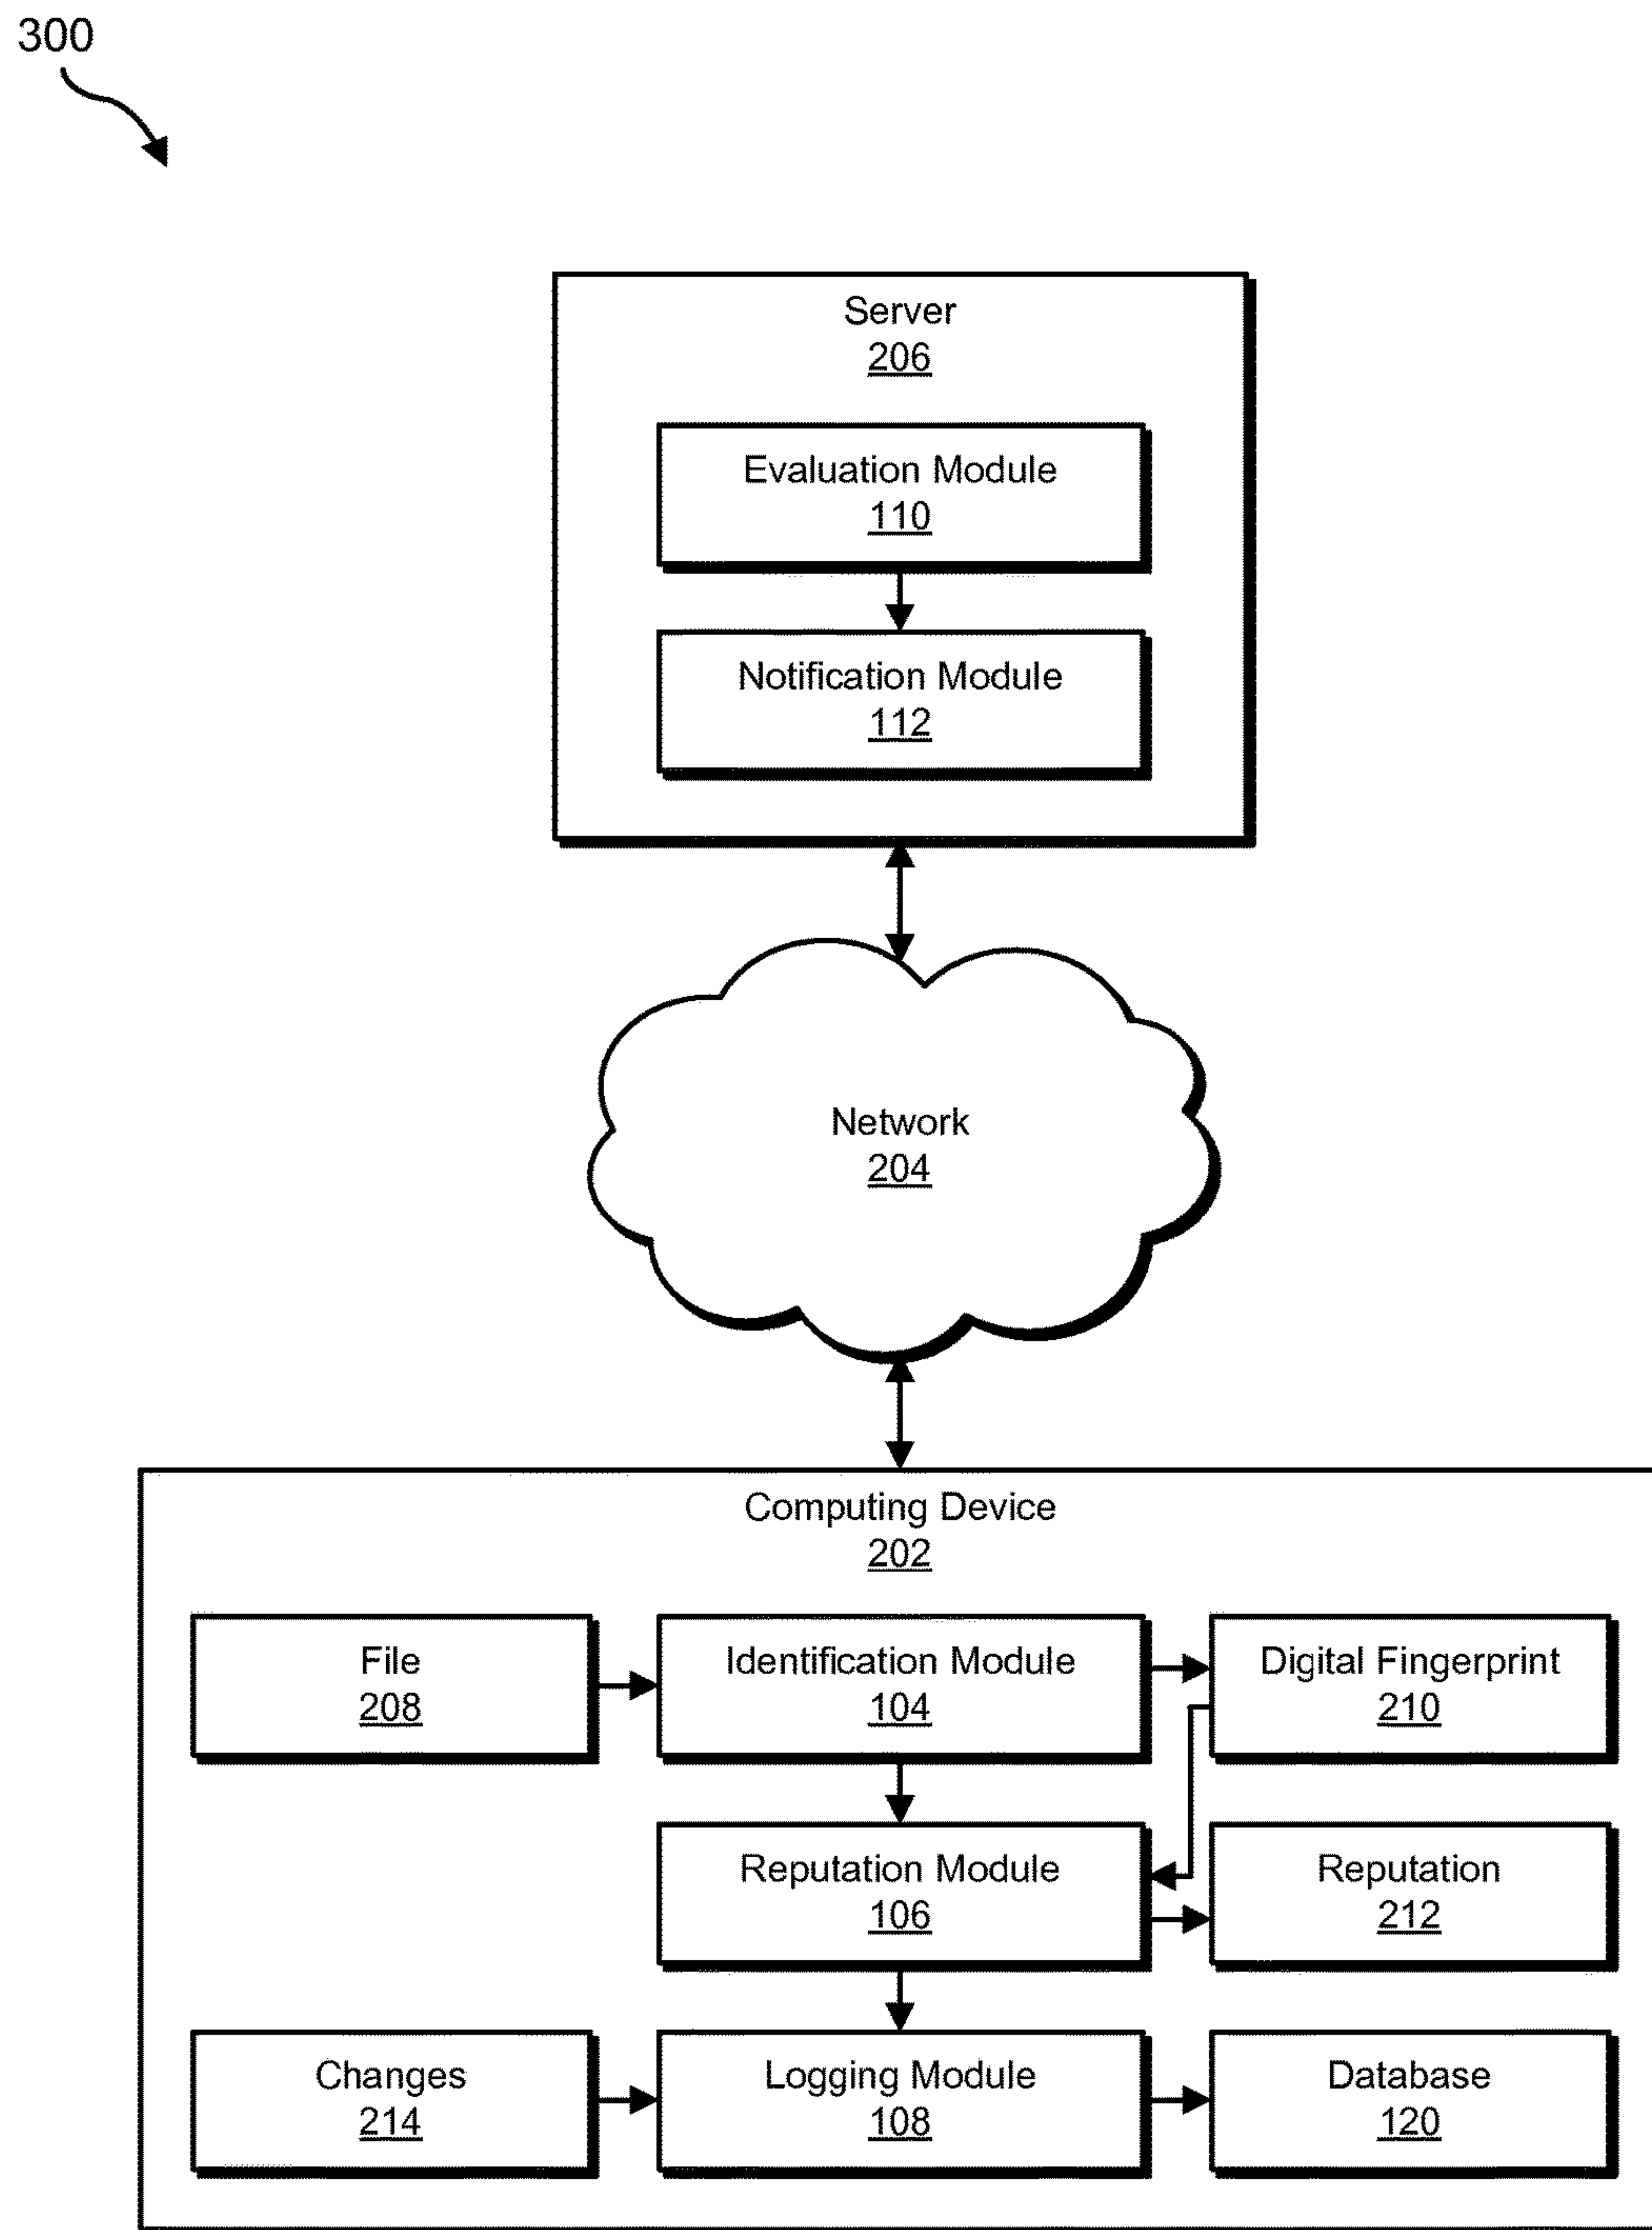 300
Server
206
Evaluation Module
110
Notification Module
112
Network
204
Computing Device
202
File
208
Identification Module
104
Digital Fingerprint
210
Reputation Module
106
Reputation
212
Changes
214
Logging Module
108
Database
120